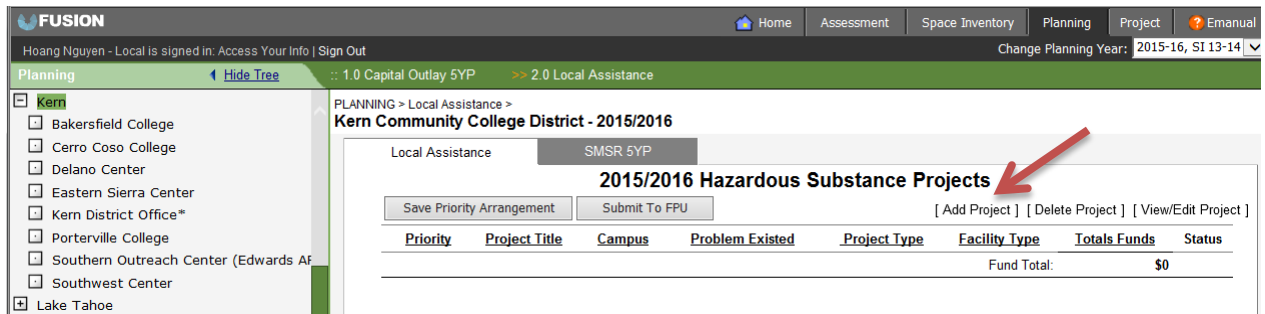 FUSION
Home Assessment Space Inventory Planning Project Emanual
Hoang Nguyen - Local is signed in: Access Your Info | Sign Out
Change Planning Year: 2015-16, SI 13-14
Planning Hide Tree :: 1.0 Capital Outlay 5YP >> 2.0 Local Assistance
Kern
Bakersfield College
Cerro Coso College
Delano Center
Eastern Sierra Center
Kern District Office*
Porterville College
Southern Outreach Center (Edwards AF
Southwest Center
Lake Tahoe
PLANNING > Local Assistance >
Kern Community College District - 2015/2016
Local Assistance SMSR 5YP
2015/2016 Hazardous Substance Projects
Save Priority Arrangement Submit To FPU [ Add Project ] [ Delete Project ] [ View/Edit Project ]
Priority Project Title Campus Problem Existed Project Type Facility Type Totals Funds Status
Fund Total: $0